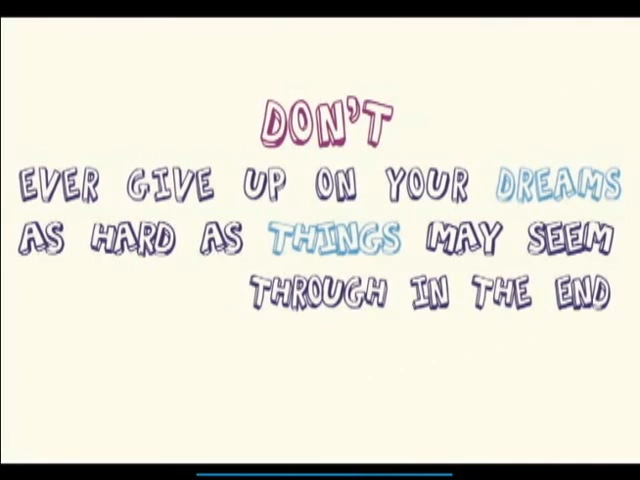 DON'T
EVER GIVE UP ON YOUR DREAMS
AS HARD AS THINGS MAY SEEM
THROUGH IN THE END